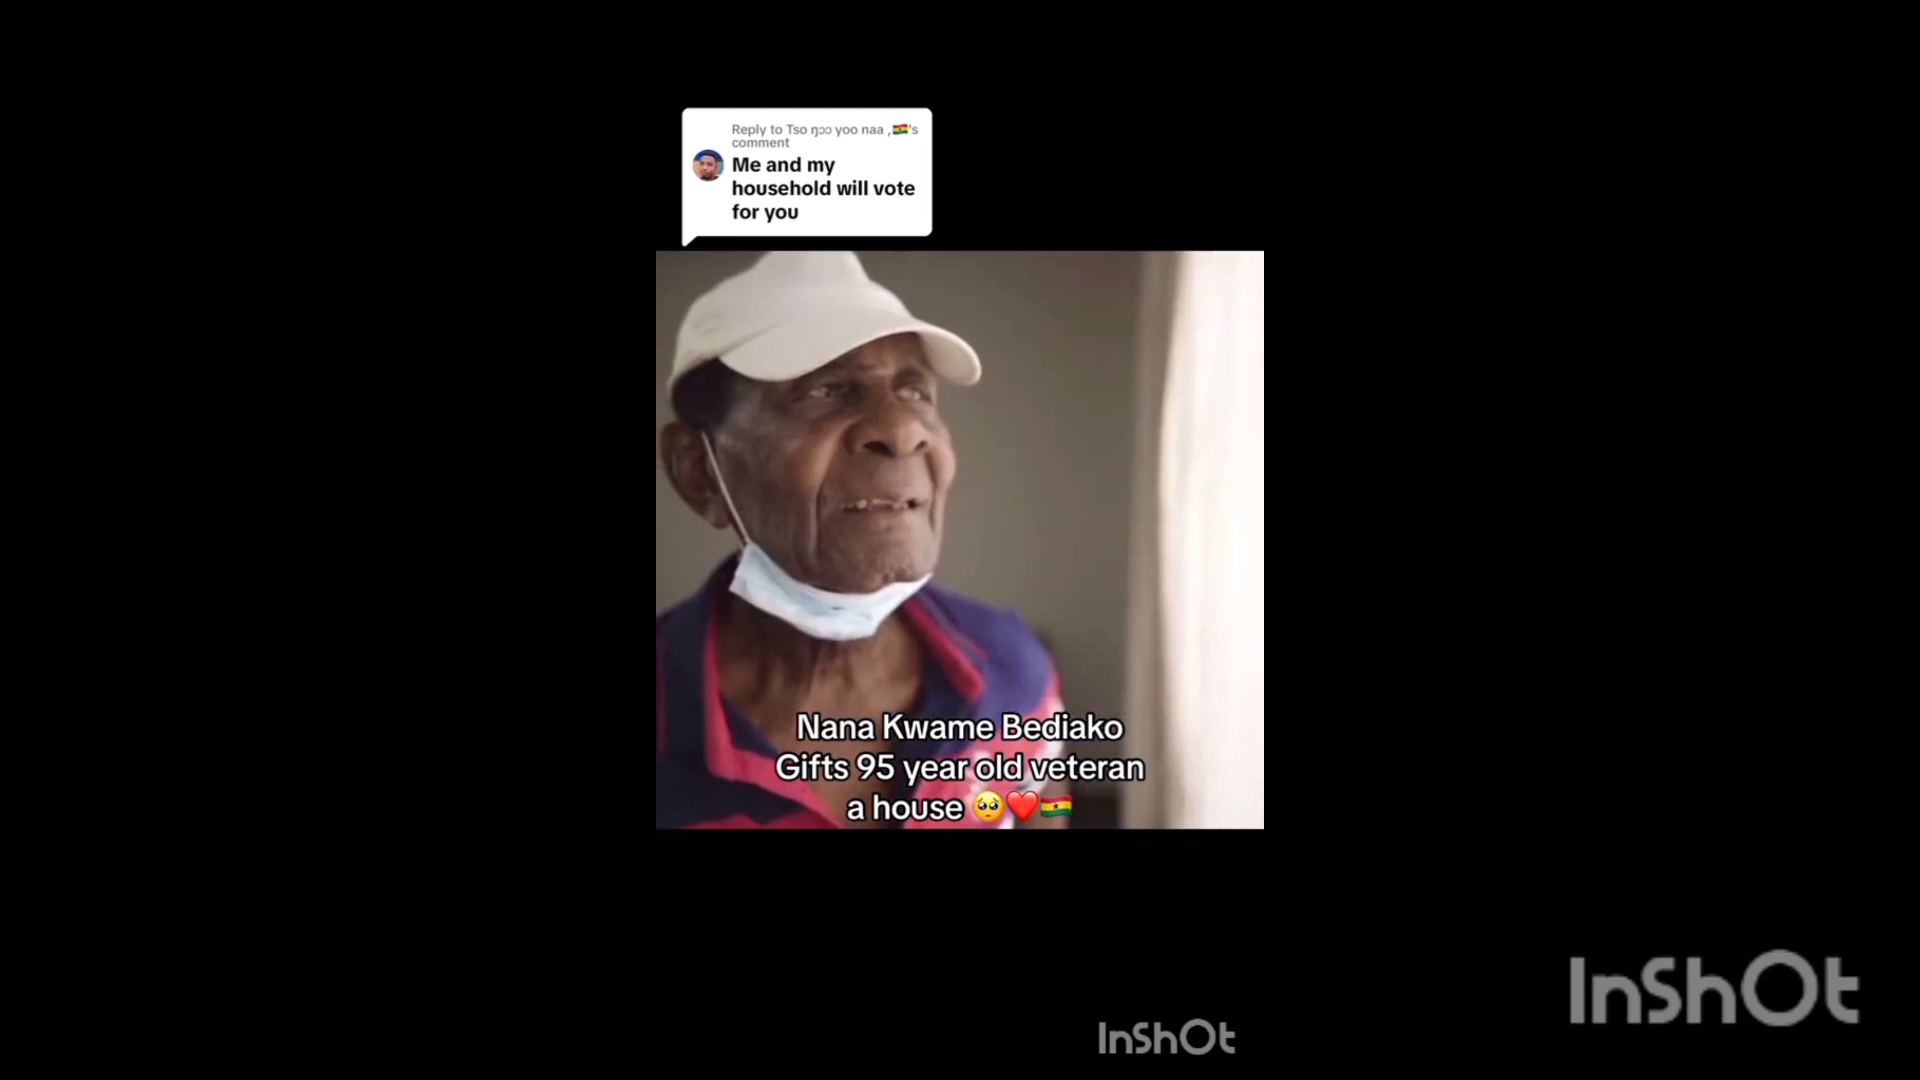 Reply to Tso ŋɔɔ yoo naa ,🇬🇭's
comment
Me and my
household will vote
for you
Nana Kwame Bediako
Gifts 95 year old veteran
a house 🥺❤️🇬🇭
InShOt
InShOt